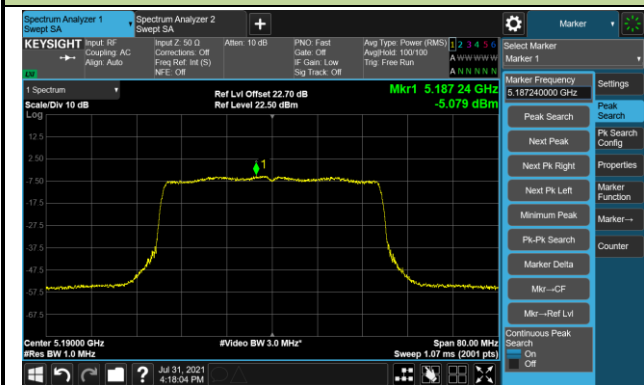 Spectrum Analyzer 1
Swept SA
Spectrum Analyzer 2
Swept SA
+
Marker
KEYSIGHT
Input: RF
Coupling: AC
Align: Auto
Input Z: 50 Ω
Corrections: Off
Freq Ref: Int (S)
NFE: Off
Atten: 10 dB
PNO: Fast
Gate: Off
IF Gain: Low
Sig Track: Off
Avg Type: Power (RMS)
Avg|Hold: 100/100
Trig: Free Run
1 2 3 4 5 6
A W W W W W
A N N N N N
Select Marker
Marker 1
1 Spectrum
Scale/Div 10 dB
Log
Ref Lvl Offset 22.70 dB
Ref Level 22.50 dBm
Mkr1 5.187 24 GHz
-5.079 dBm
12.5
2.50
-7.50
-17.5
-27.5
-37.5
-47.5
-57.5
-67.5
1
Center 5.19000 GHz
#Res BW 1.0 MHz
#Video BW 3.0 MHz*
Span 80.00 MHz
Sweep 1.07 ms (2001 pts)
Marker Frequency
5.187240000 GHz
Peak Search
Next Peak
Next Pk Right
Next Pk Left
Minimum Peak
Pk-Pk Search
Marker Delta
Mkr→CF
Mkr→Ref Lvl
Continuous Peak
Search
On
Off
Settings
Peak
Search
Pk Search
Config
Properties
Marker
Function
Marker→
Counter
?
Jul 31, 2021
4:18:04 PM